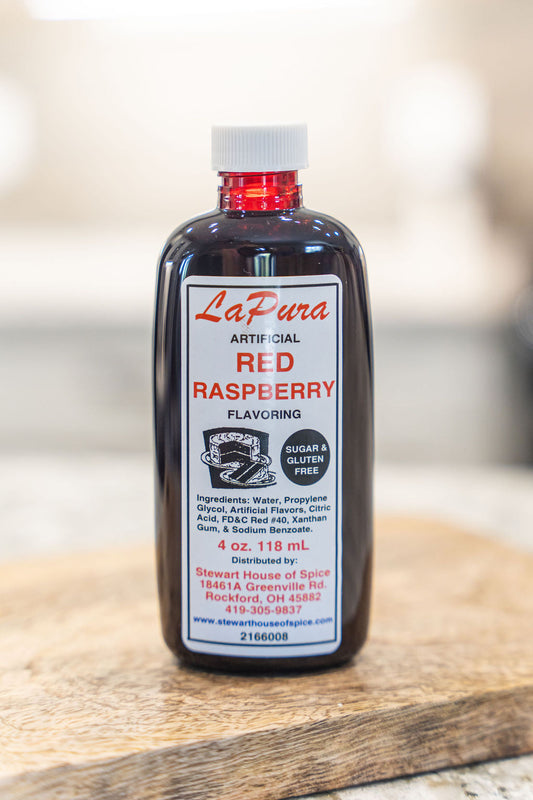 LaPura
ARTIFICIAL
RED
RASPBERRY
FLAVORING
SUGAR &
GLUTEN
FREE
Ingredients: Water, Propylene
Glycol, Artificial Flavors, Citric
Acid, FD&C Red #40, Xanthan
Gum, & Sodium Benzoate.
4 oz. 118 mL
Distributed by:
Stewart House of Spice
18461A Greenville Rd.
Rockford, OH 45882
419-305-9837
www.stewarthouseofspice.com
2166008